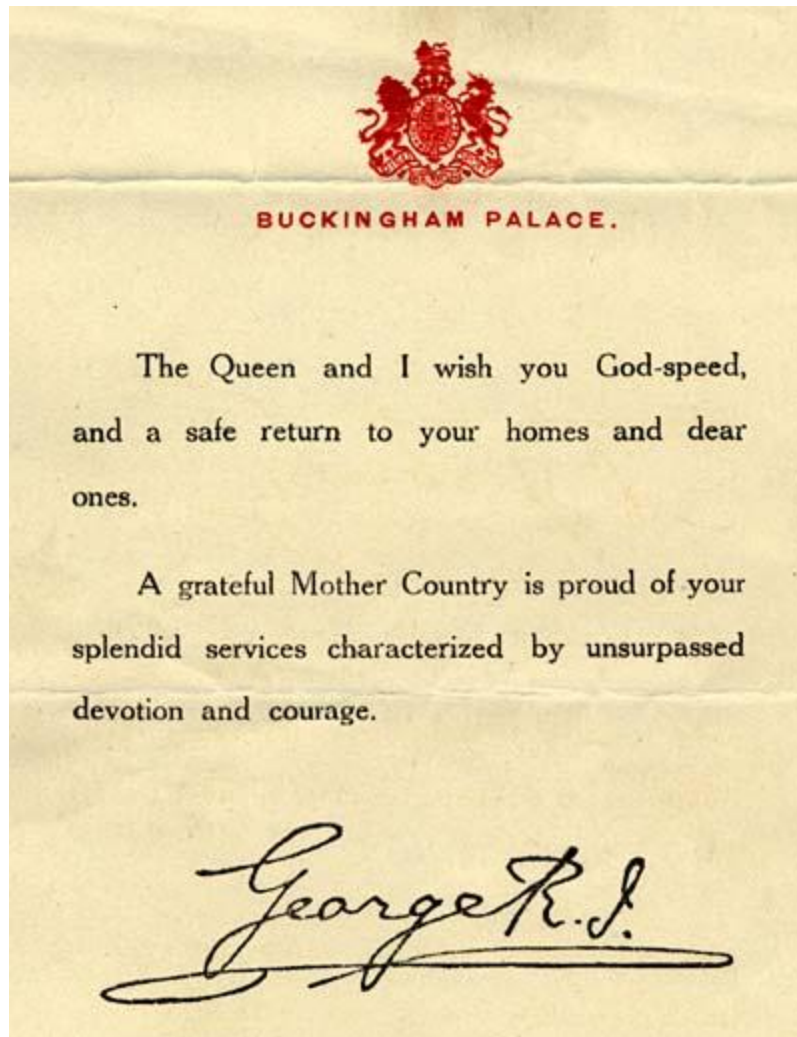 BUCKINGHAM PALACE.
The Queen and I wish you God-speed,
and a safe return to your homes and dear
ones.
A grateful Mother Country is proud of your
splendid services characterized by unsurpassed
devotion and courage.
George R.I.